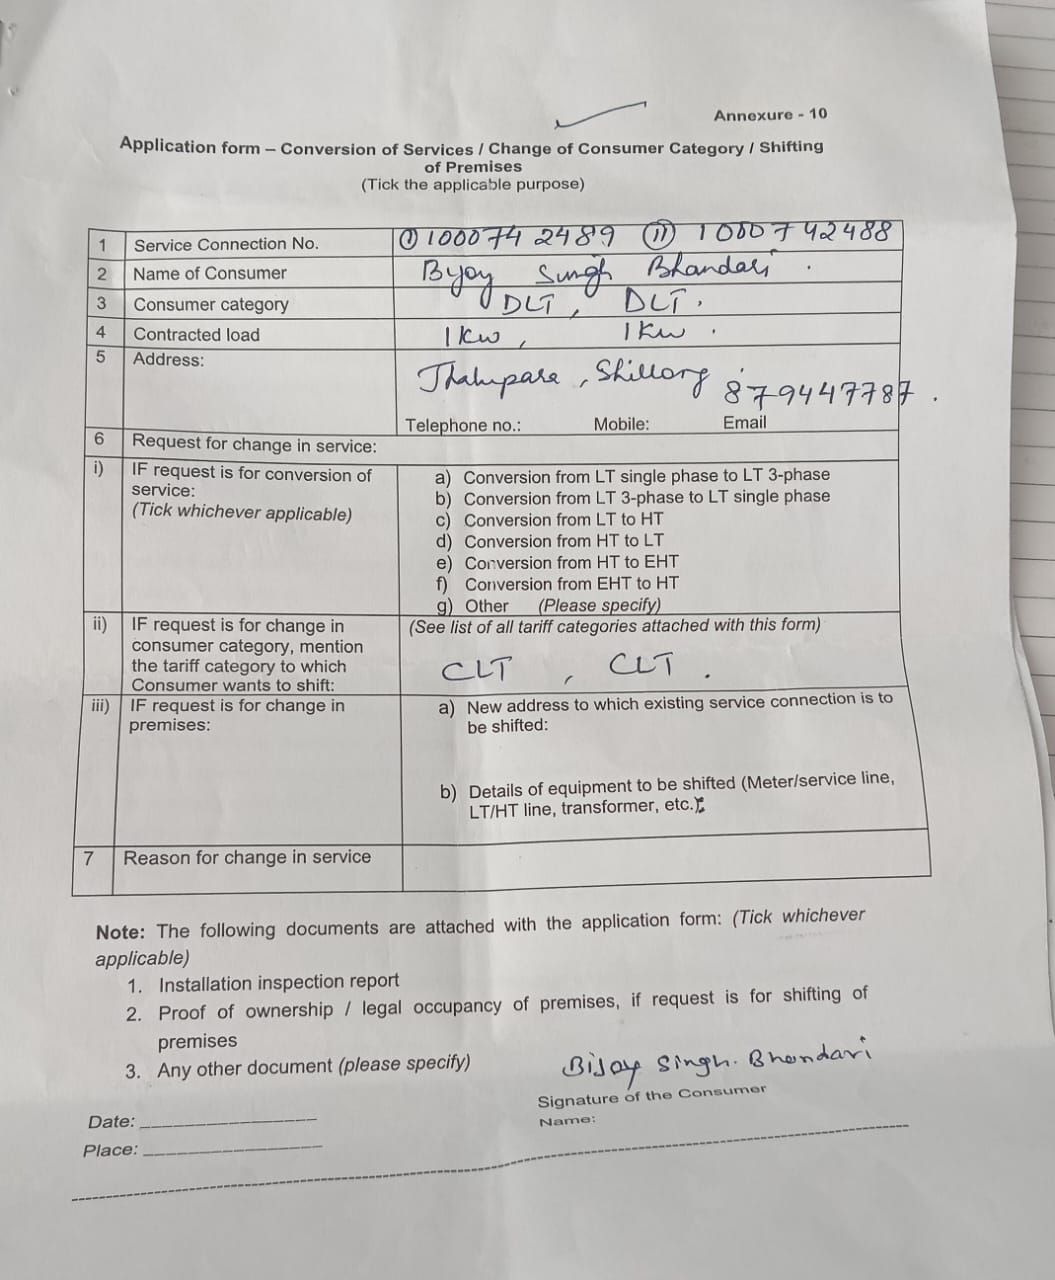 Annexure - 10
Application form – Conversion of Services / Change of Consumer Category / Shifting
of Premises
(Tick the applicable purpose)
1 Service Connection No. (i) 1000742489 (ii) 1000742488
2 Name of Consumer Byjoy Singh Bhandari.
3 Consumer category DLT, DLT.
4 Contracted load 1 kw, 1 kw.
5 Address: Jhalupara, Shillong 879447787.
Telephone no.: Mobile: Email
6 Request for change in service:
i) IF request is for conversion of service: (Tick whichever applicable)
a) Conversion from LT single phase to LT 3-phase
b) Conversion from LT 3-phase to LT single phase
c) Conversion from LT to HT
d) Conversion from HT to LT
e) Conversion from HT to EHT
f) Conversion from EHT to HT
g) Other (Please specify)
ii) IF request is for change in
consumer category, mention
the tariff category to which
Consumer wants to shift:
(See list of all tariff categories attached with this form)
CLT, CLT.
iii) IF request is for change in
premises:
a) New address to which existing service connection is to
be shifted:
b) Details of equipment to be shifted (Meter/service line,
LT/HT line, transformer, etc.):
7 Reason for change in service
Note: The following documents are attached with the application form: (Tick whichever
applicable)
1. Installation inspection report
2. Proof of ownership / legal occupancy of premises, if request is for shifting of
premises
3. Any other document (please specify)
Bijay Singh. Bhandari
Signature of the Consumer
Name:
Date:
Place: